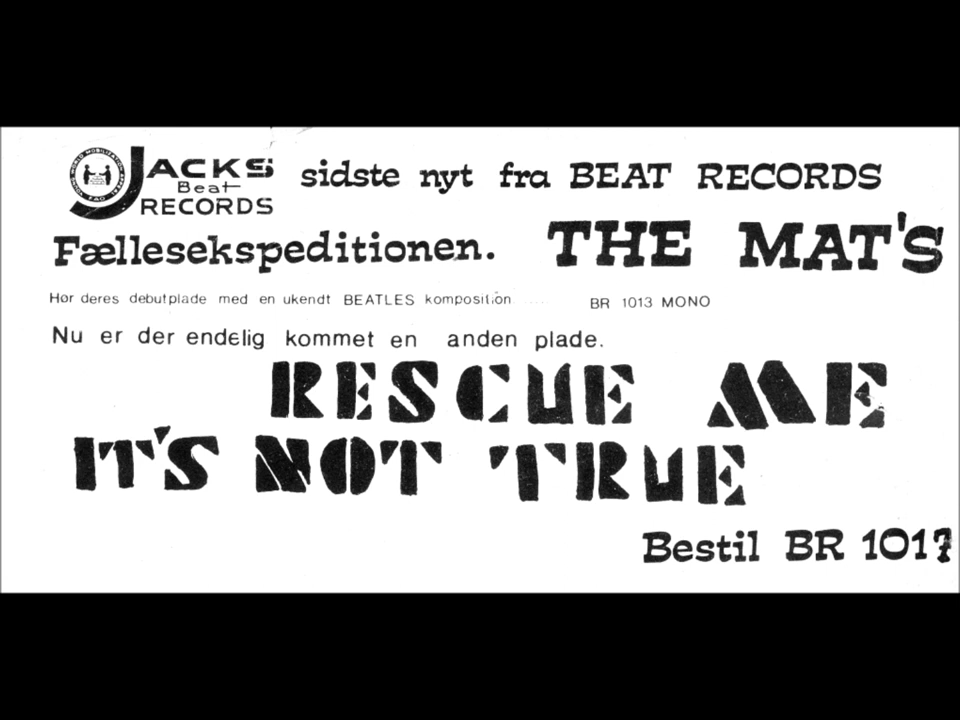 JACKS Beat RECORDS
sidste nyt fra BEAT RECORDS
Fællesekspeditionen. THE MAT'S
Hør deres debutplade med en ukendt BEATLES komposition...... BR 1013 MONO
Nu er der endelig kommet en anden plade.
RESCUE ME
IT'S NOT TRUE
Bestil BR 1017